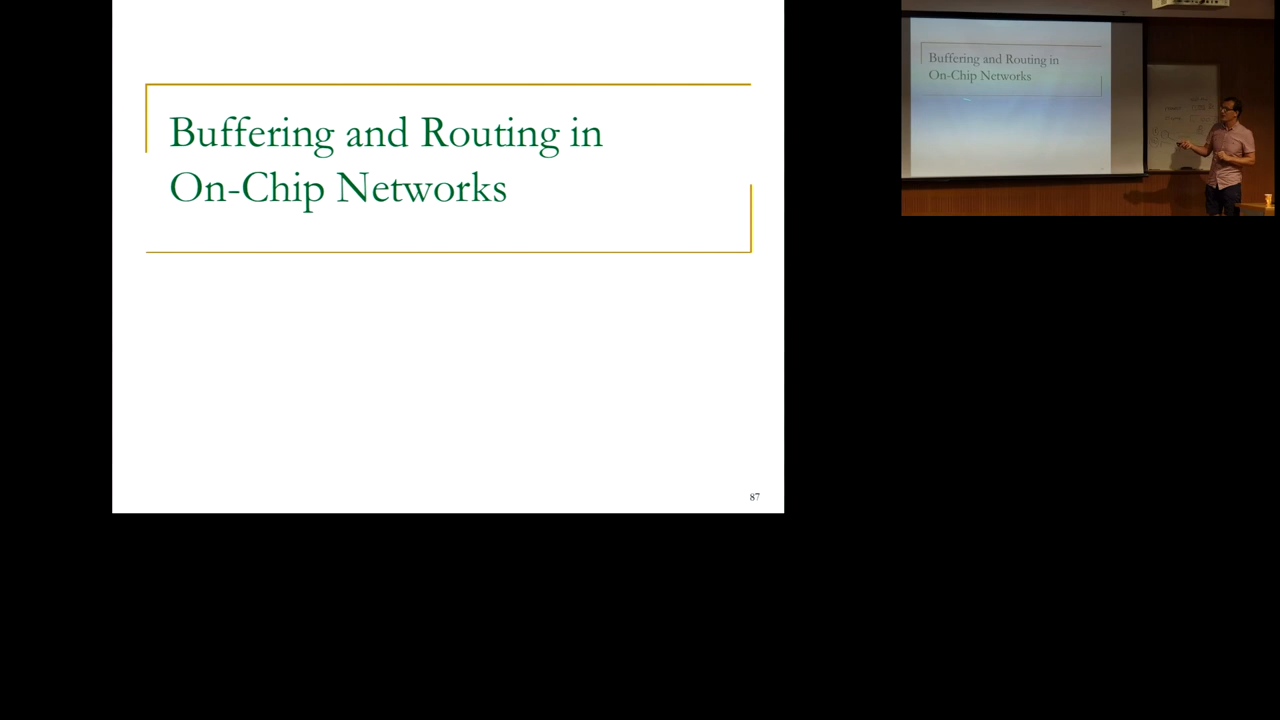 Buffering and Routing in
On-Chip Networks
87
Buffering and Routing in
On-Chip Networks